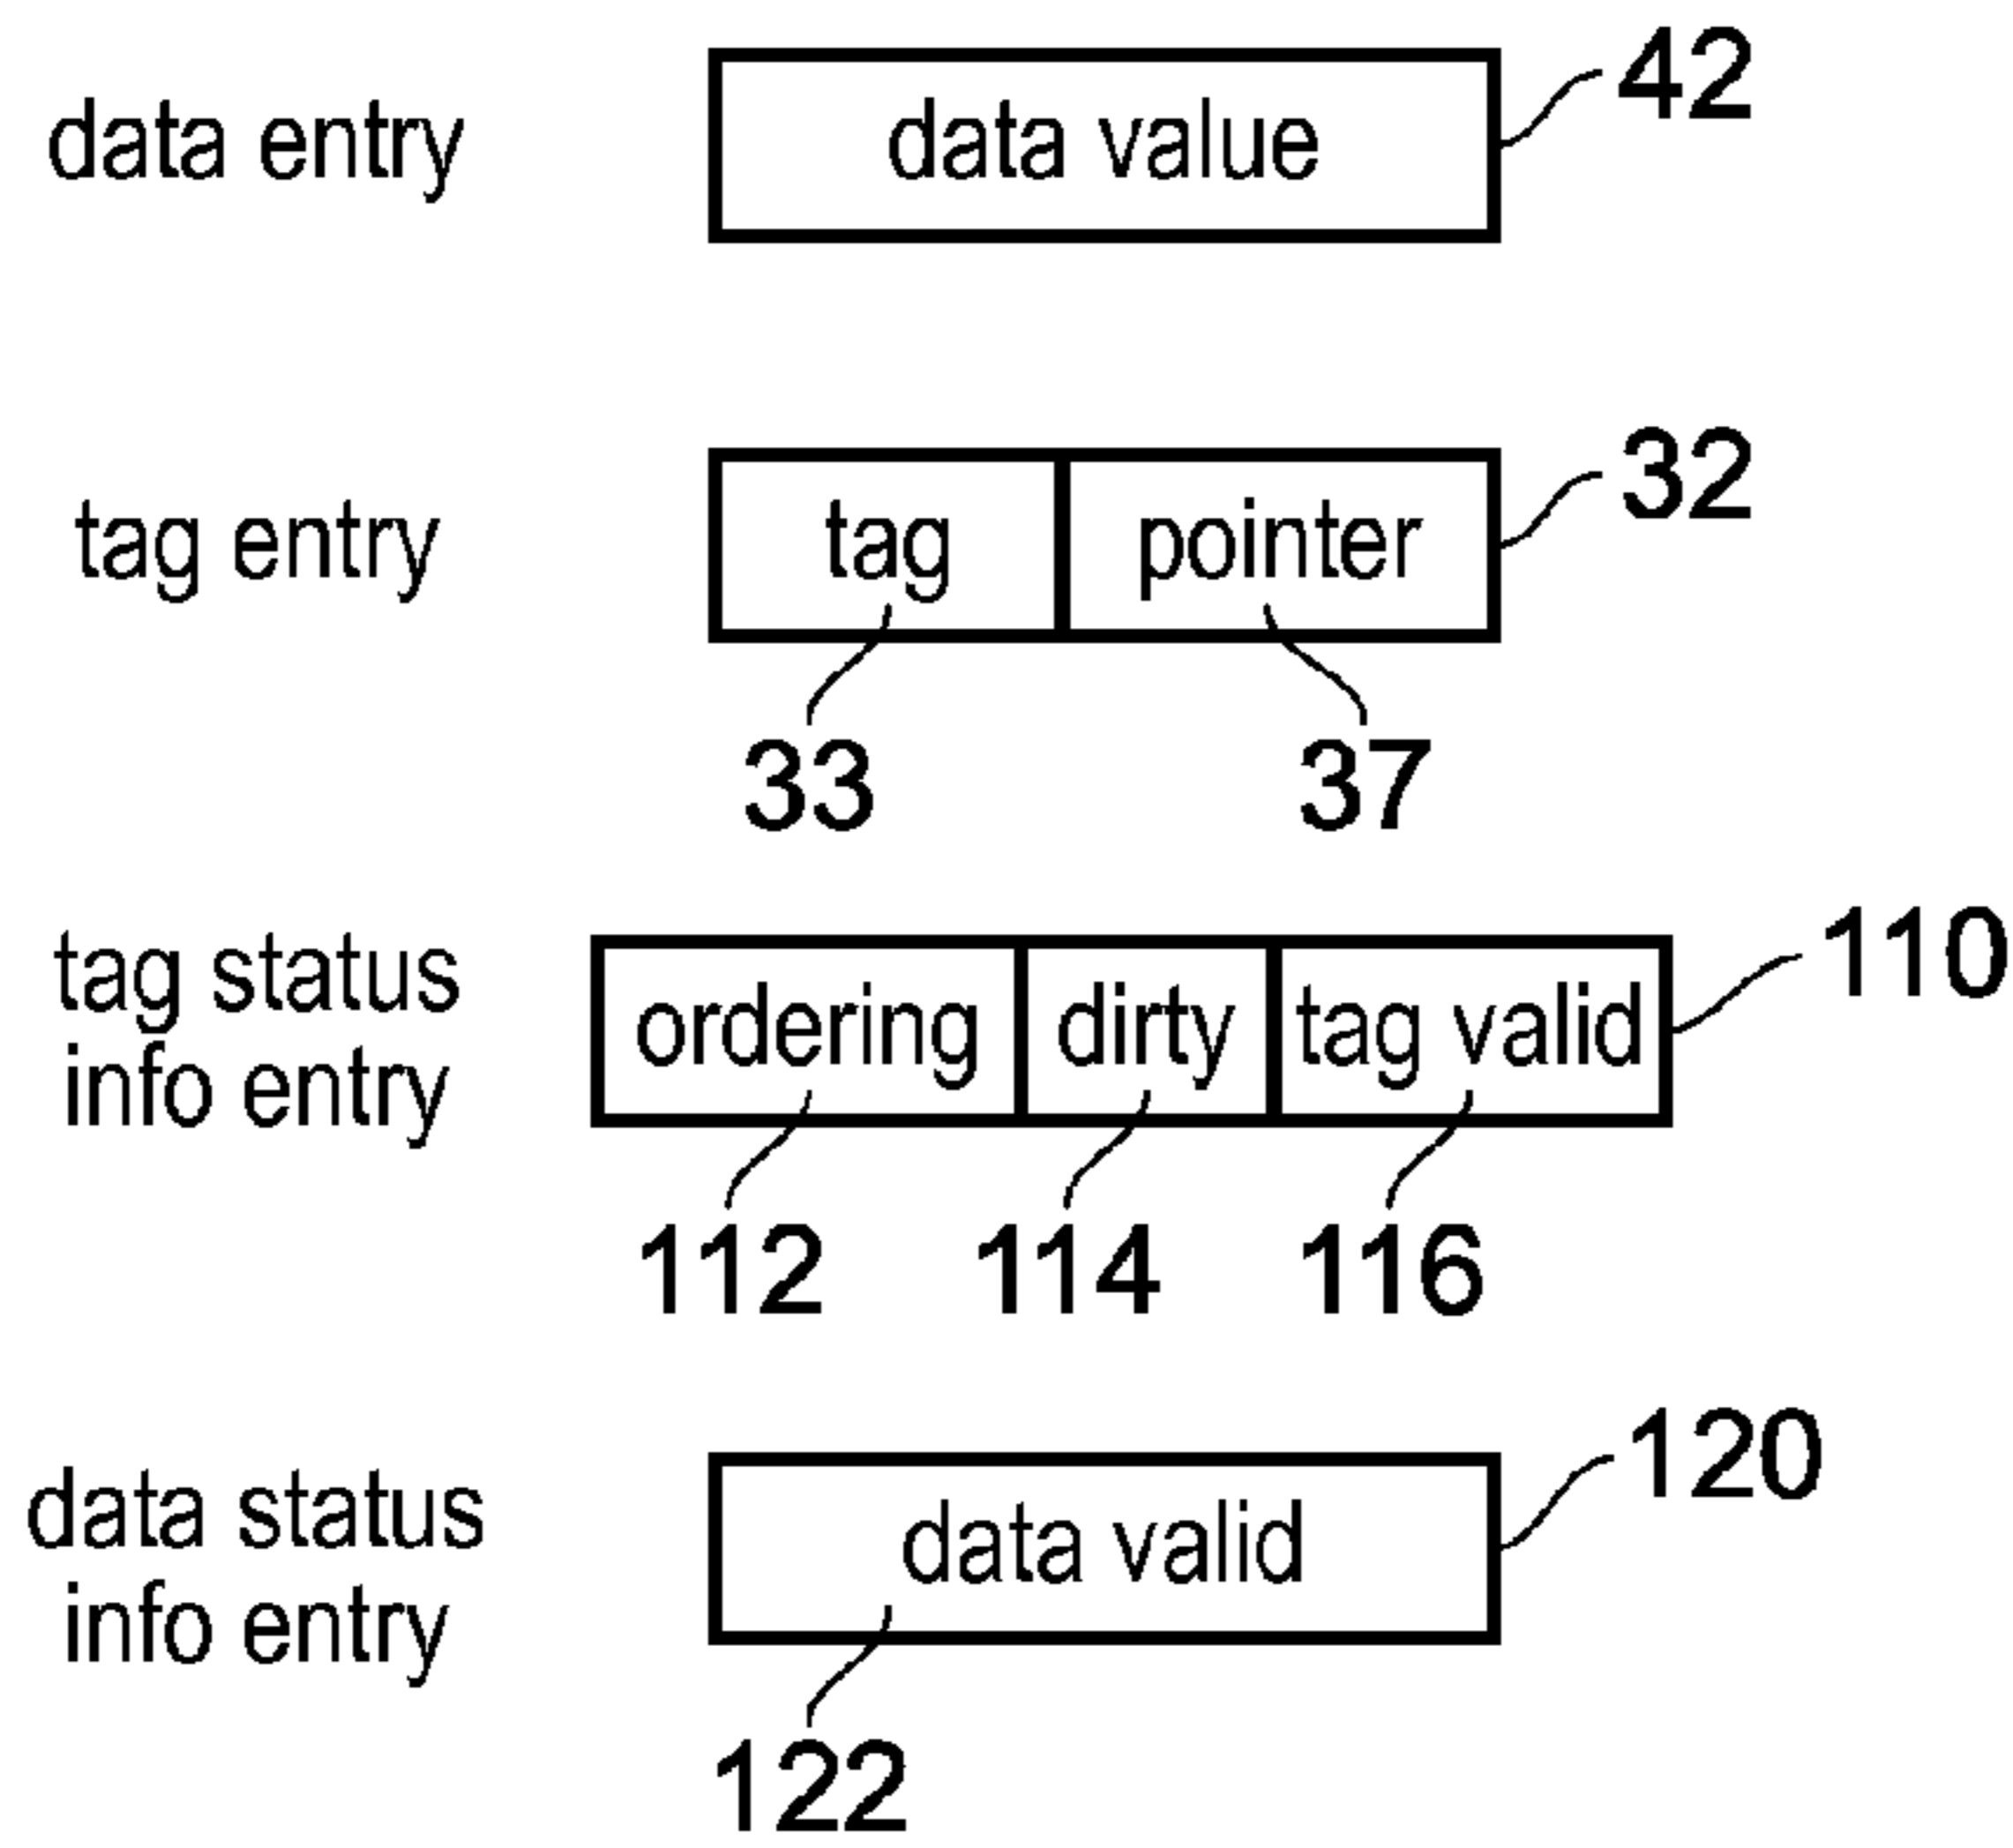 data entry
data value
42
tag entry
tag
pointer
32
33
37
tag status
info entry
ordering
dirty
tag valid
110
112
114
116
data status
info entry
data valid
120
122